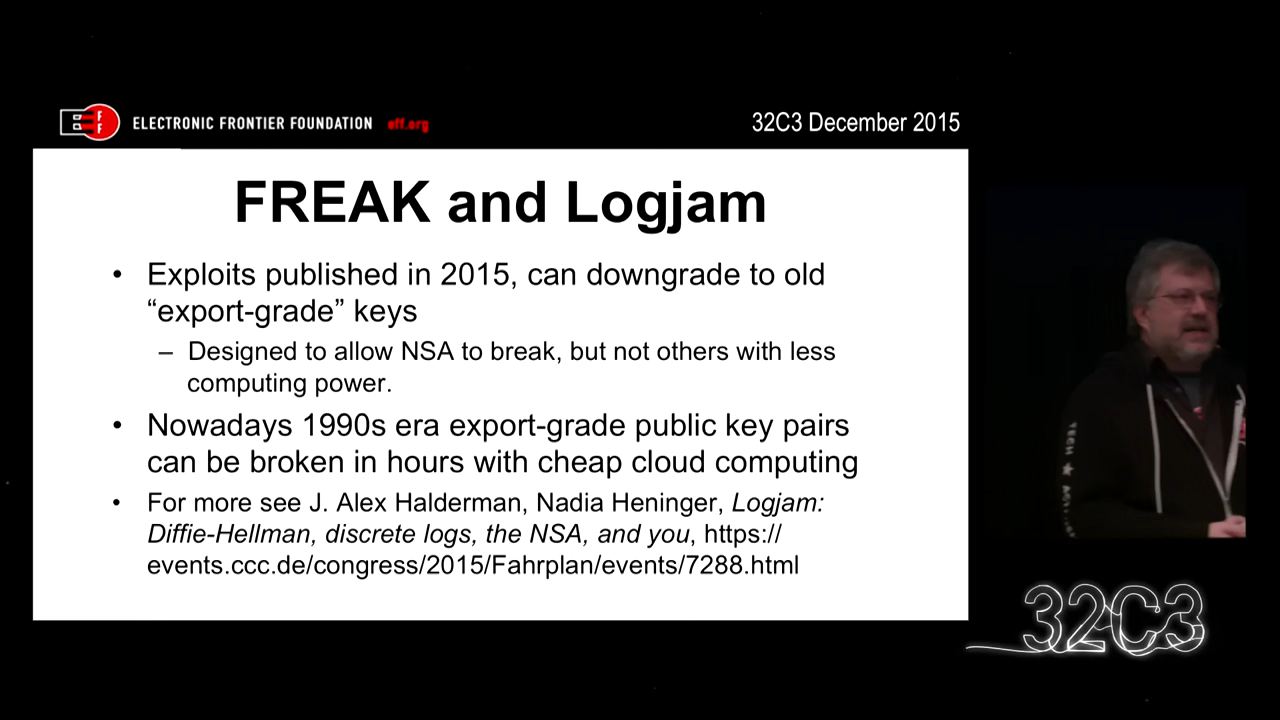 ELECTRONIC FRONTIER FOUNDATION eff.org
32C3 December 2015
FREAK and Logjam
• Exploits published in 2015, can downgrade to old
“export-grade” keys
– Designed to allow NSA to break, but not others with less
computing power.
• Nowadays 1990s era export-grade public key pairs
can be broken in hours with cheap cloud computing
• For more see J. Alex Halderman, Nadia Heninger, Logjam:
Diffie-Hellman, discrete logs, the NSA, and you, https://
events.ccc.de/congress/2015/Fahrplan/events/7288.html
TECH ★
32C3